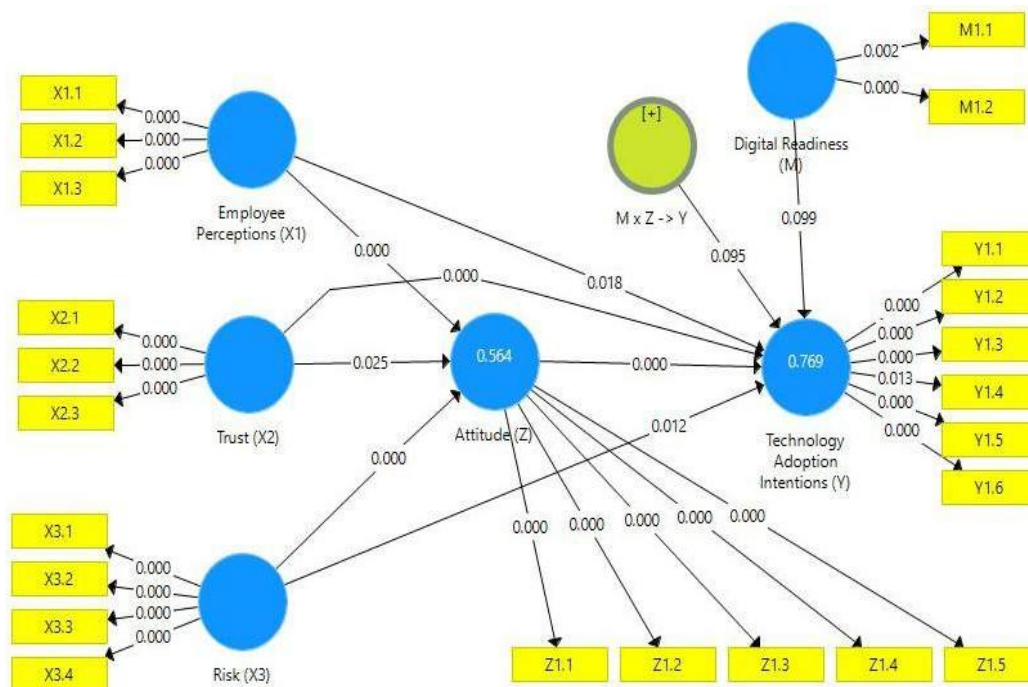 M1.1
0.002
X1.1
0.000
[+]
0.000
M1.2
X1.2
0.000
Digital Readiness
(M)
X1.3
0.000
Employee
Perceptions (X1)
M x Z -> Y
0.099
0.000
0.095
Y1.1
0.000
0.018
0.000
Y1.2
X2.1
0.000
0.000
Y1.3
X2.2
0.000
0.025
0.564
0.000
0.769
0.000
X2.3
0.000
0.013
Y1.4
0.000
Trust (X2)
Attitude (Z)
0.012
Technology
Adoption
Intentions (Y)
0.000
Y1.5
0.000
Y1.6
X3.1
0.000
X3.2
0.000
0.000
0.000
0.000
0.000
0.000
X3.3
0.000
X3.4
0.000
Risk (X3)
Z1.1
Z1.2
Z1.3
Z1.4
Z1.5